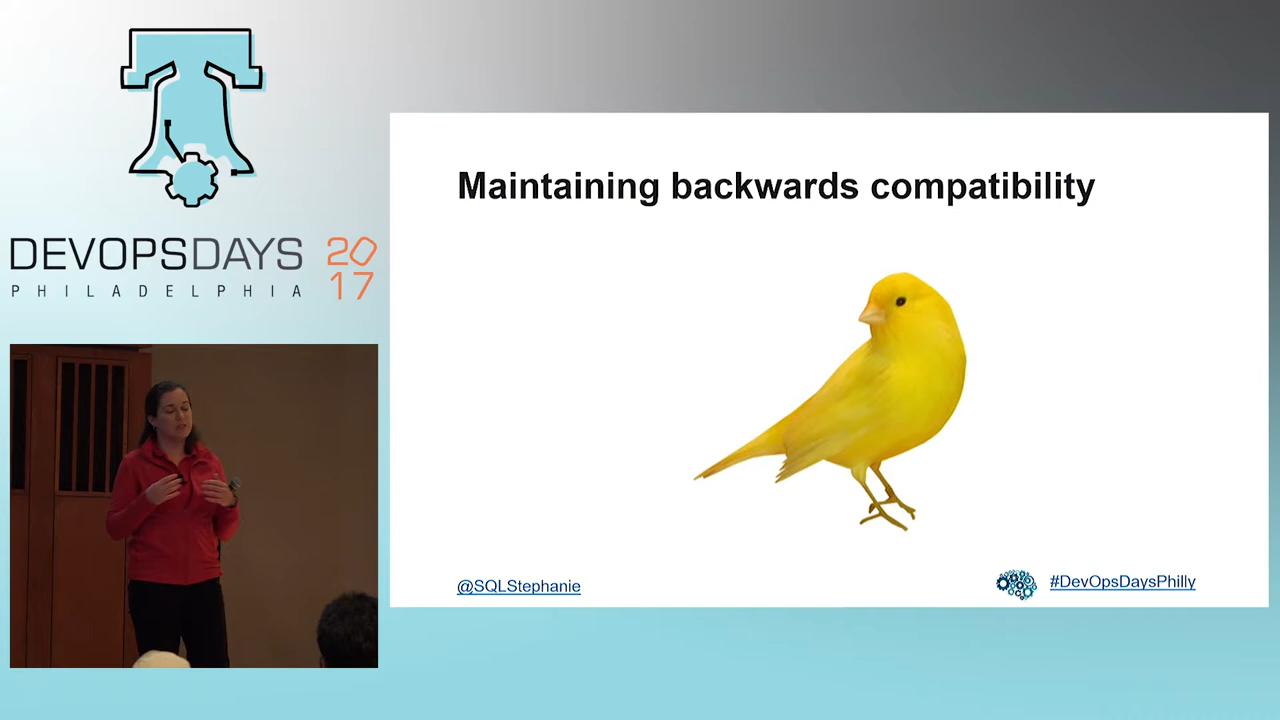 DEVOPSDAYS 2017
PHILADELPHIA
Maintaining backwards compatibility
@SQLStephanie
#DevOpsDaysPhilly